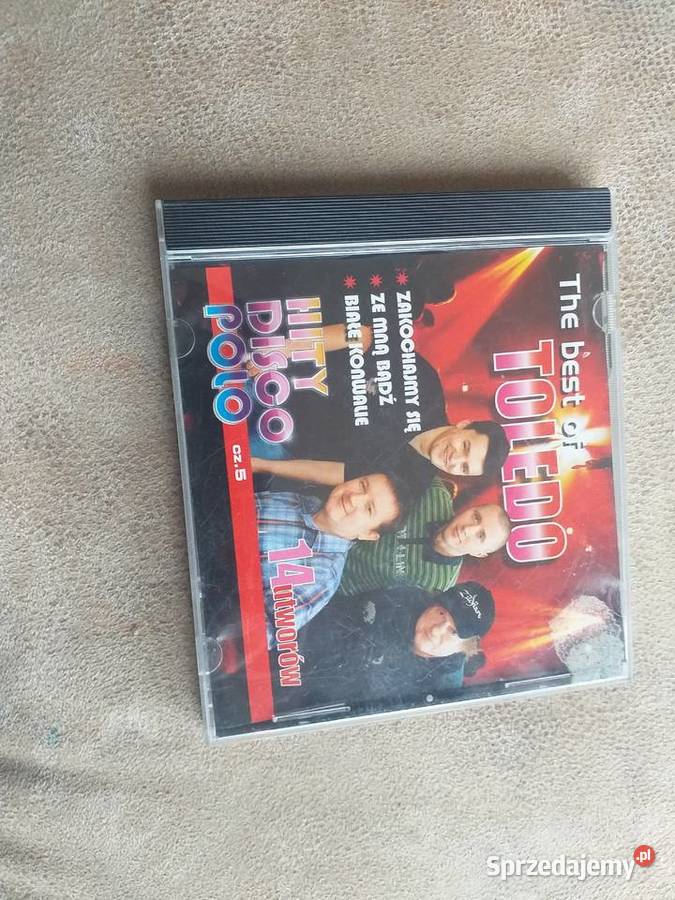 The best of
TOLEDO
✷ ZAKOCHAJMY SIĘ
✷ ZE MNĄ BĄDŹ
✷ BIAŁE KONWALIE
HITY
DISCO
POLO cz.5
14 utworów
Sprzedajemy.pl